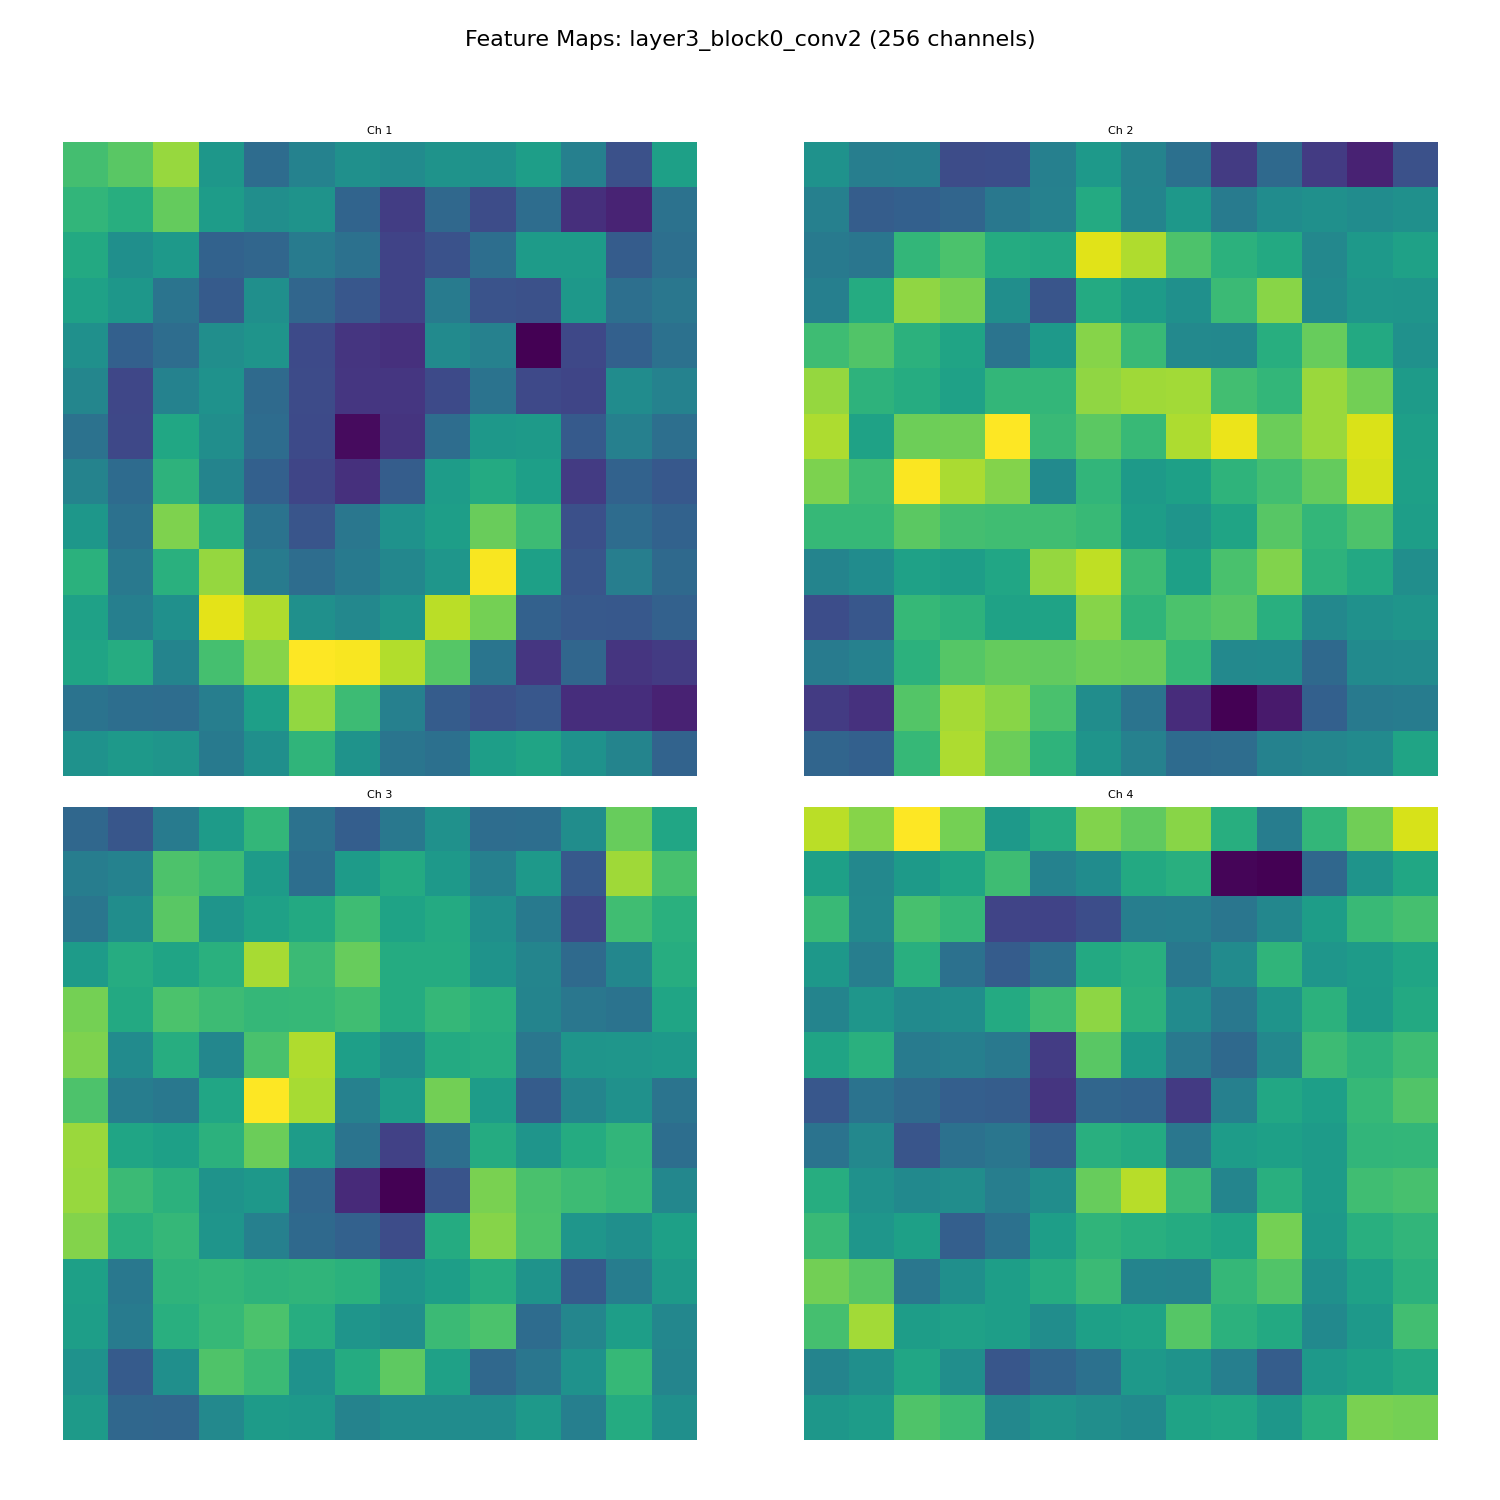 Feature Maps: layer3_block0_conv2 (256 channels)
Ch 1
Ch 2
Ch 3
Ch 4